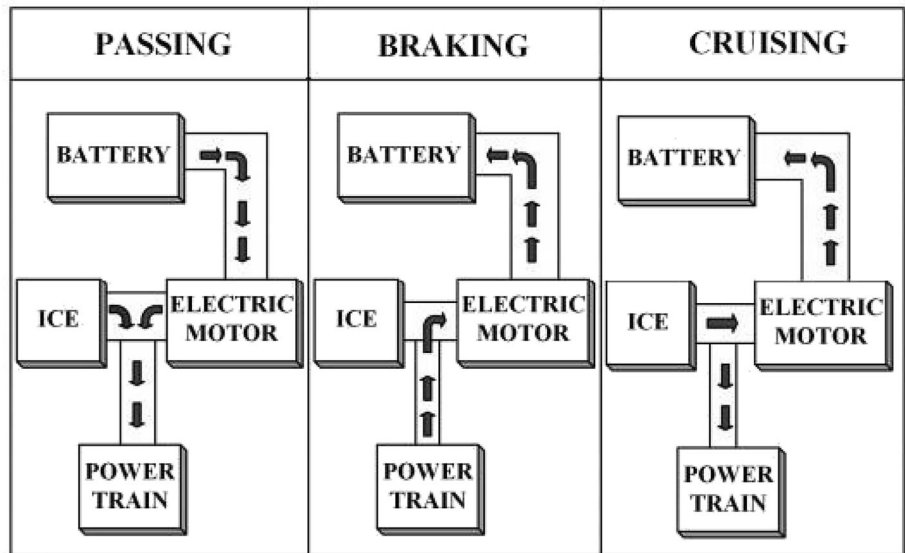 PASSING
BRAKING
CRUISING
BATTERY
ICE
ELECTRIC
MOTOR
POWER
TRAIN
BATTERY
ICE
ELECTRIC
MOTOR
POWER
TRAIN
BATTERY
ICE
ELECTRIC
MOTOR
POWER
TRAIN